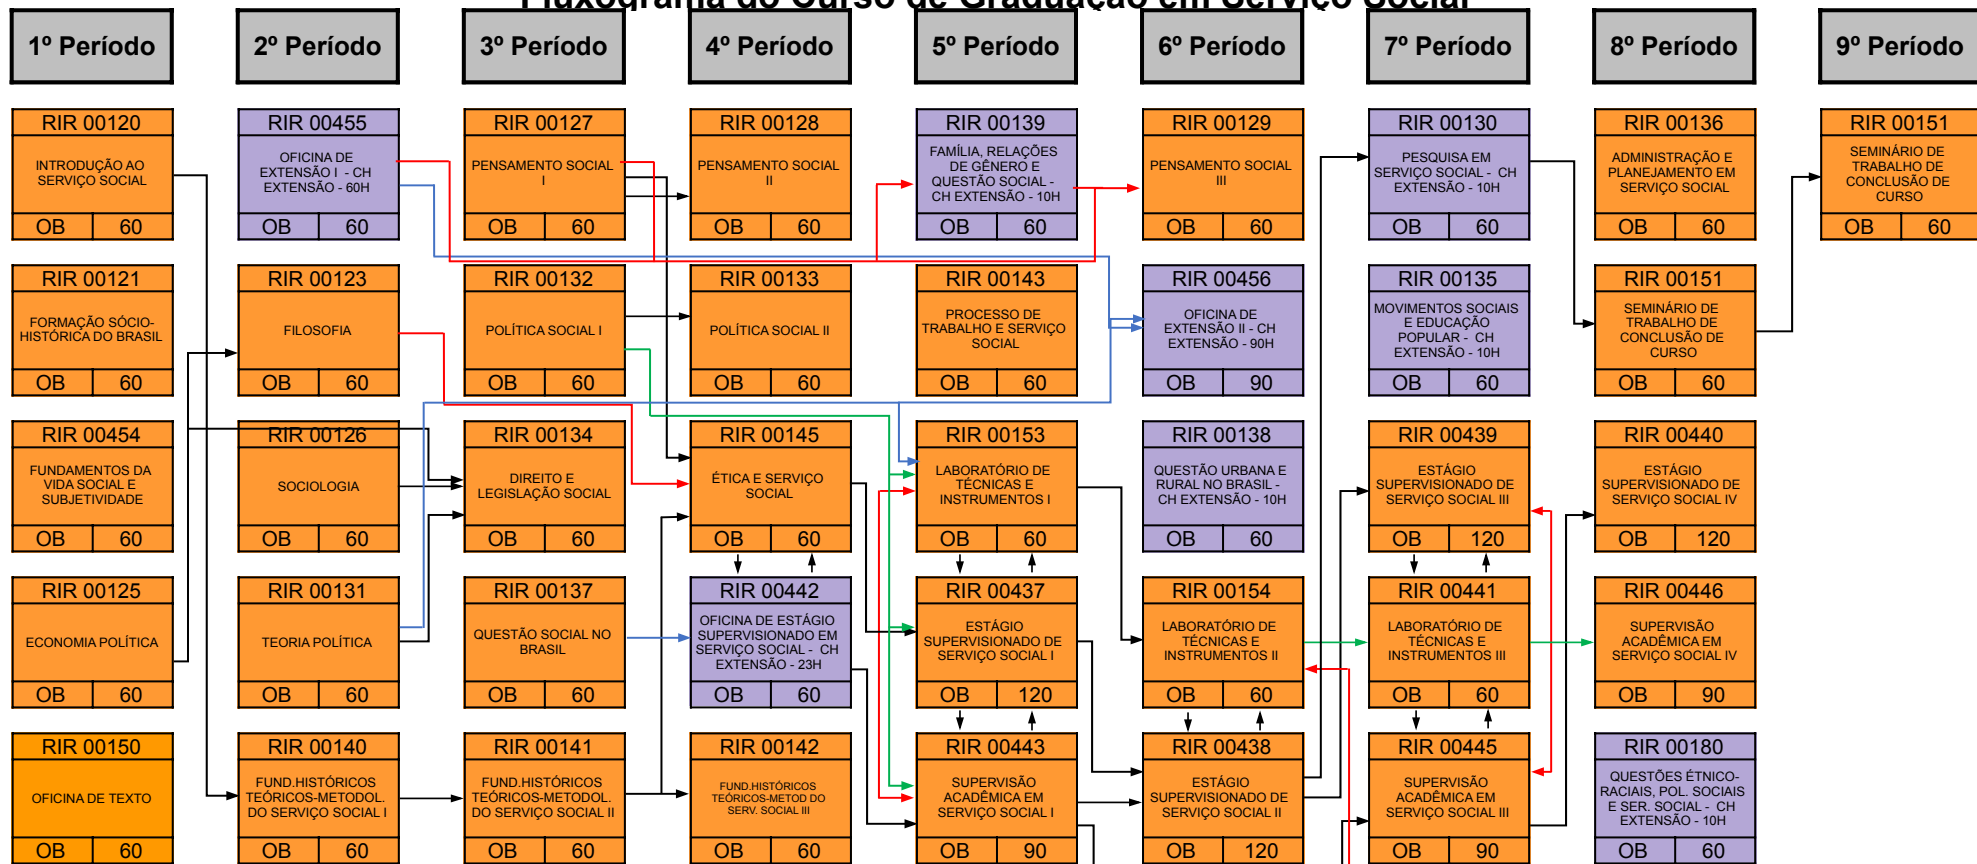 Fluxograma do Curso de Graduação em Serviço Social
1º Período
2º Período
3º Período
4º Período
5º Período
6º Período
7º Período
8º Período
9º Período
RIR 00120
INTRODUÇÃO AO
SERVIÇO SOCIAL
OB 60
RIR 00455
OFICINA DE
EXTENSÃO I - CH
EXTENSÃO - 60H
OB 60
RIR 00127
PENSAMENTO SOCIAL
I
OB 60
RIR 00128
PENSAMENTO SOCIAL
II
OB 60
RIR 00139
FAMÍLIA, RELAÇÕES
DE GÊNERO E
QUESTÃO SOCIAL -
CH EXTENSÃO - 10H
OB 60
RIR 00129
PENSAMENTO SOCIAL
III
OB 60
RIR 00130
PESQUISA EM
SERVIÇO SOCIAL - CH
EXTENSÃO - 10H
OB 60
RIR 00136
ADMINISTRAÇÃO E
PLANEJAMENTO EM
SERVIÇO SOCIAL
OB 60
RIR 00151
SEMINÁRIO DE
TRABALHO DE
CONCLUSÃO DE
CURSO
OB 60
RIR 00121
FORMAÇÃO SÓCIO-
HISTÓRICA DO BRASIL
OB 60
RIR 00123
FILOSOFIA
OB 60
RIR 00132
POLÍTICA SOCIAL I
OB 60
RIR 00133
POLÍTICA SOCIAL II
OB 60
RIR 00143
PROCESSO DE
TRABALHO E SERVIÇO
SOCIAL
OB 60
RIR 00456
OFICINA DE
EXTENSÃO II - CH
EXTENSÃO - 90H
OB 90
RIR 00135
MOVIMENTOS SOCIAIS
E EDUCAÇÃO
POPULAR - CH
EXTENSÃO - 10H
OB 60
RIR 00151
SEMINÁRIO DE
TRABALHO DE
CONCLUSÃO DE
CURSO
OB 60
RIR 00454
FUNDAMENTOS DA
VIDA SOCIAL E
SUBJETIVIDADE
OB 60
RIR 00126
SOCIOLOGIA
OB 60
RIR 00134
DIREITO E
LEGISLAÇÃO SOCIAL
OB 60
RIR 00145
ÉTICA E SERVIÇO
SOCIAL
OB 60
RIR 00153
LABORATÓRIO DE
TÉCNICAS E
INSTRUMENTOS I
OB 60
RIR 00138
QUESTÃO URBANA E
RURAL NO BRASIL -
CH EXTENSÃO - 10H
OB 60
RIR 00439
ESTÁGIO
SUPERVISIONADO DE
SERVIÇO SOCIAL III
OB 120
RIR 00440
ESTÁGIO
SUPERVISIONADO DE
SERVIÇO SOCIAL IV
OB 120
RIR 00125
ECONOMIA POLÍTICA
OB 60
RIR 00131
TEORIA POLÍTICA
OB 60
RIR 00137
QUESTÃO SOCIAL NO
BRASIL
OB 60
RIR 00442
OFICINA DE ESTÁGIO
SUPERVISIONADO EM
SERVIÇO SOCIAL - CH
EXTENSÃO - 23H
OB 60
RIR 00437
ESTÁGIO
SUPERVISIONADO DE
SERVIÇO SOCIAL I
OB 120
RIR 00154
LABORATÓRIO DE
TÉCNICAS E
INSTRUMENTOS II
OB 60
RIR 00441
LABORATÓRIO DE
TÉCNICAS E
INSTRUMENTOS III
OB 60
RIR 00446
SUPERVISÃO
ACADÊMICA EM
SERVIÇO SOCIAL IV
OB 90
RIR 00150
OFICINA DE TEXTO
OB 60
RIR 00140
FUND.HISTÓRICOS
TEÓRICOS-METODOL.
DO SERVIÇO SOCIAL I
OB 60
RIR 00141
FUND.HISTÓRICOS
TEÓRICOS-METODOL.
DO SERVIÇO SOCIAL II
OB 60
RIR 00142
FUND.HISTÓRICOS
TEÓRICOS-METOD DO
SERV. SOCIAL III
OB 60
RIR 00443
SUPERVISÃO
ACADÊMICA EM
SERVIÇO SOCIAL I
OB 90
RIR 00438
ESTÁGIO
SUPERVISIONADO DE
SERVIÇO SOCIAL II
OB 120
RIR 00445
SUPERVISÃO
ACADÊMICA EM
SERVIÇO SOCIAL III
OB 90
RIR 00180
QUESTÕES ÉTNICO-
RACIAIS, POL. SOCIAIS
E SER. SOCIAL - CH
EXTENSÃO - 10H
OB 60